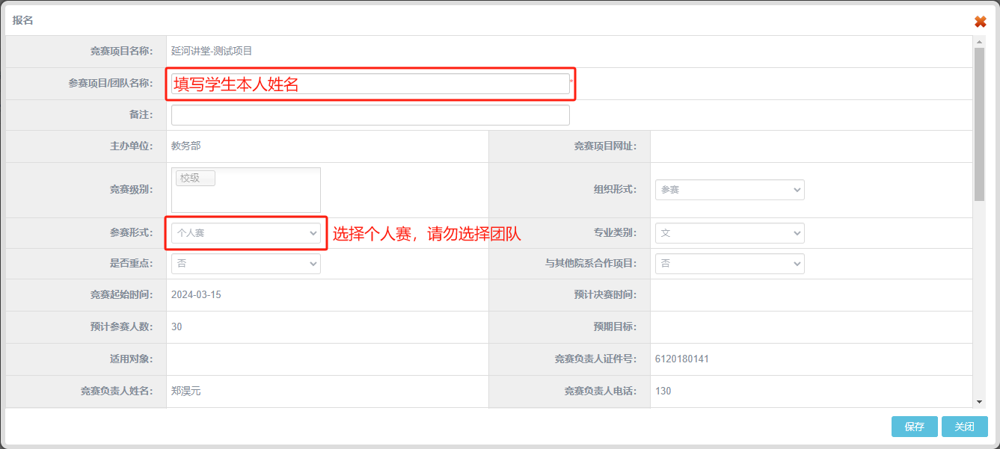 报名
竞赛项目名称： 延河讲堂-测试项目
参赛项目/团队名称： 填写学生本人姓名 *
备注：
主办单位： 教务部 竞赛项目网址：
竞赛级别： 校级 组织形式： 参赛
参赛形式： 个人赛 选择个人赛，请勿选择团队 专业类别： 文
是否重点： 否 与其他院系合作项目： 否
竞赛起始时间： 2024-03-15 预计决赛时间：
预计参赛人数： 30 预期目标：
适用对象： 竞赛负责人证件号： 6120180141
竞赛负责人姓名： 郑淏元 竞赛负责人电话： 130
保存 关闭